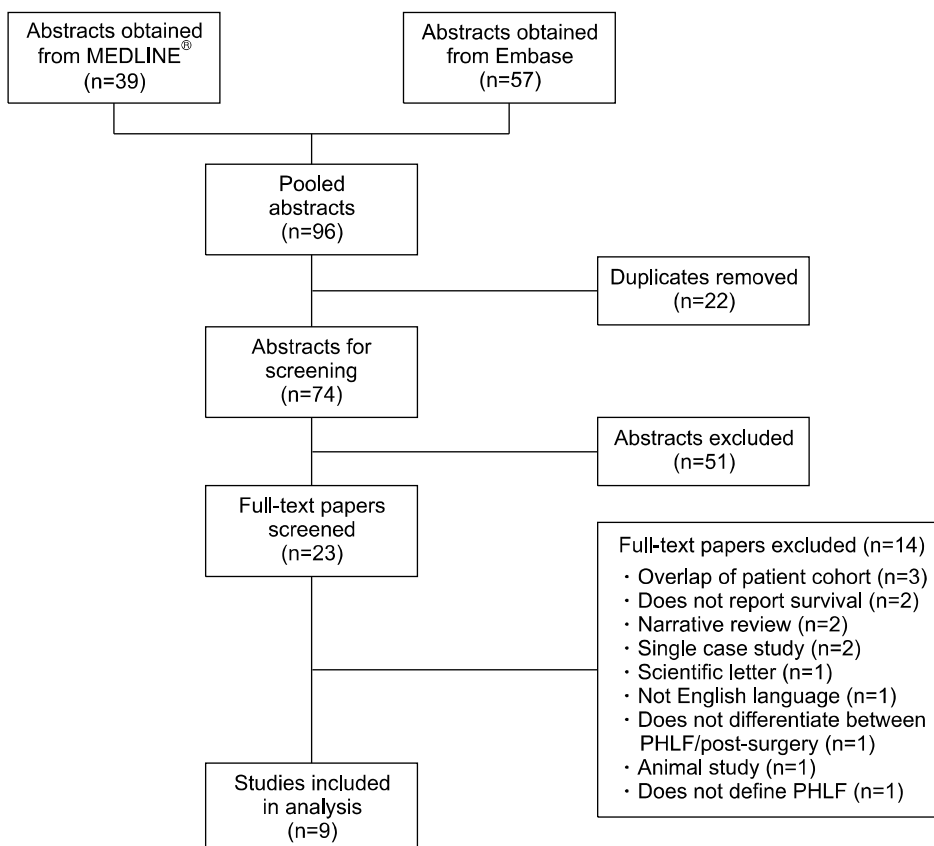 Abstracts obtained
from MEDLINE®
(n=39)
Abstracts obtained
from Embase
(n=57)
Pooled
abstracts
(n=96)
Duplicates removed
(n=22)
Abstracts for
screening
(n=74)
Abstracts excluded
(n=51)
Full-text papers
screened
(n=23)
Full-text papers excluded (n=14)
· Overlap of patient cohort (n=3)
· Does not report survival (n=2)
· Narrative review (n=2)
· Single case study (n=2)
· Scientific letter (n=1)
· Not English language (n=1)
· Does not differentiate between
PHLF/post-surgery (n=1)
· Animal study (n=1)
· Does not define PHLF (n=1)
Studies included
in analysis
(n=9)